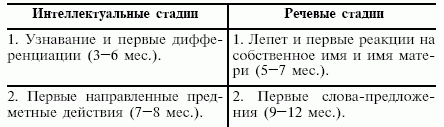 Интеллектуальные стадии
Речевые стадии
1. Узнавание и первые диффе-
ренциации (3—6 мес.).
1. Лепет и первые реакции на
собственное имя и имя мате-
ри (5—7 мес.).
2. Первые направленные пред-
метные действия (7—8 мес.).
2. Первые слова-предложе-
ния (9—12 мес.).